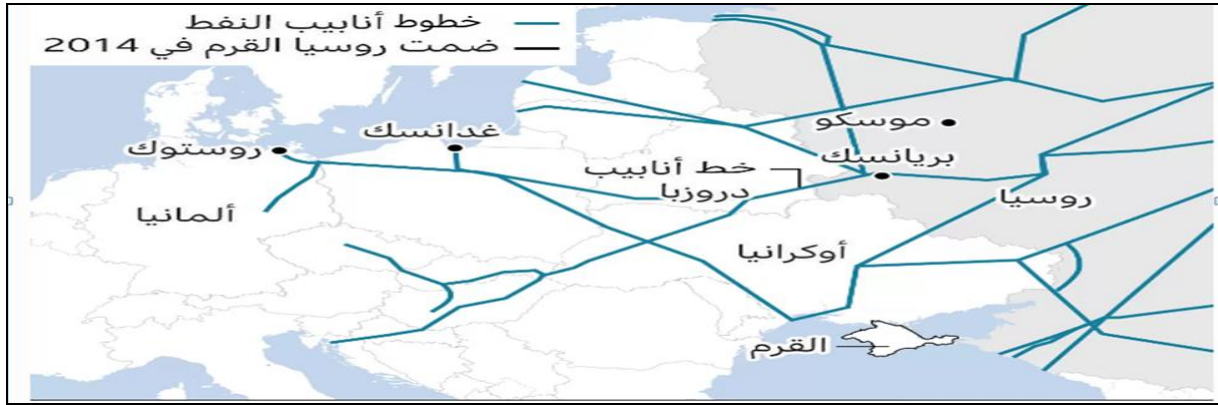 خطوط أنابيب النفط
ضمت روسيا القرم في 2014
موسكو
غدانسك
روستوك
بريانسك
خط أنابيب
دروزبا
روسيا
ألمانيا
أوكرانيا
القرم